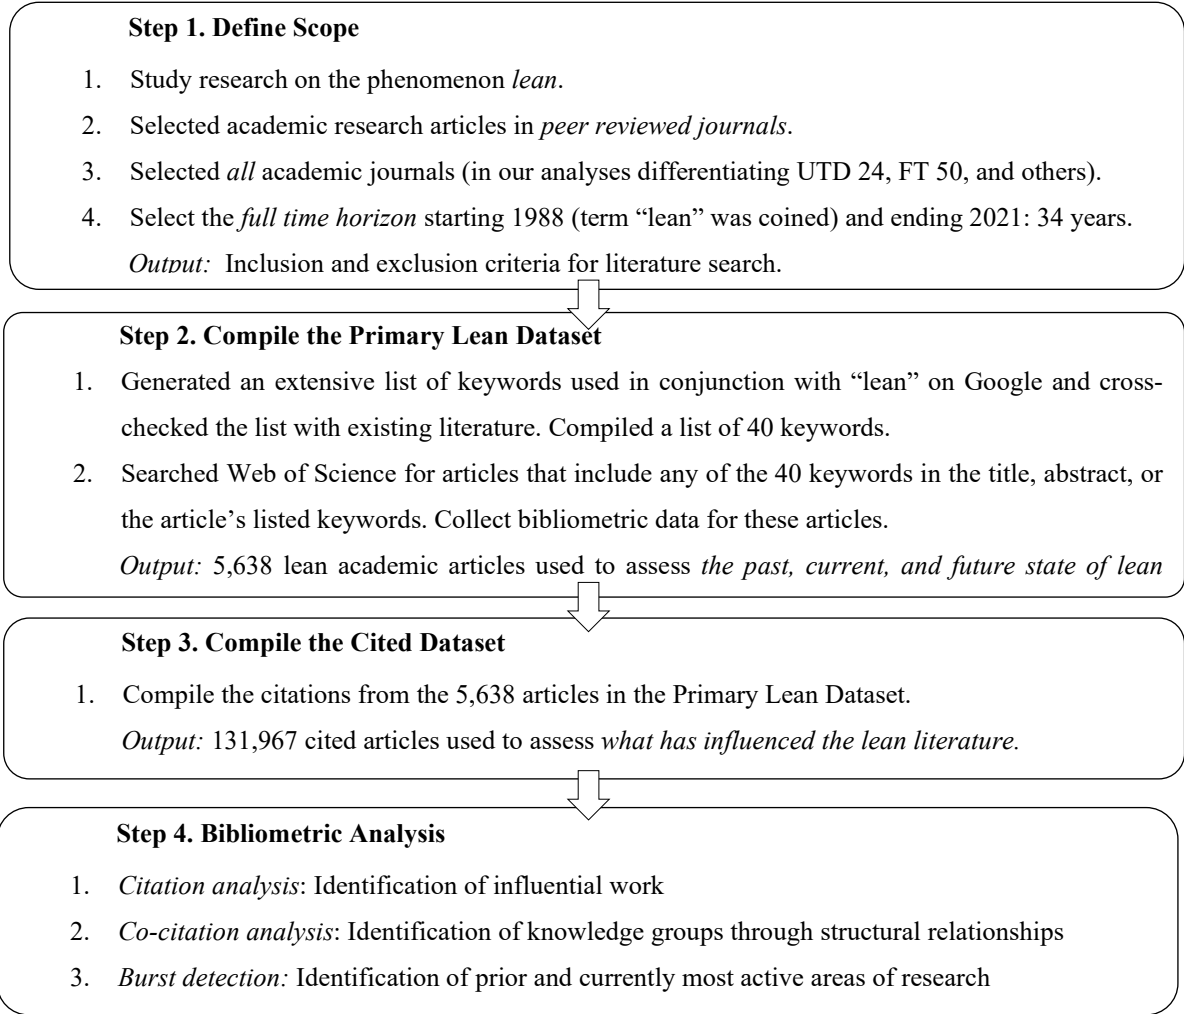 Step 1. Define Scope
1. Study research on the phenomenon lean.
2. Selected academic research articles in peer reviewed journals.
3. Selected all academic journals (in our analyses differentiating UTD 24, FT 50, and others).
4. Select the full time horizon starting 1988 (term “lean” was coined) and ending 2021: 34 years.
Output: Inclusion and exclusion criteria for literature search.
Step 2. Compile the Primary Lean Dataset
1. Generated an extensive list of keywords used in conjunction with “lean” on Google and cross-
checked the list with existing literature. Compiled a list of 40 keywords.
2. Searched Web of Science for articles that include any of the 40 keywords in the title, abstract, or
the article’s listed keywords. Collect bibliometric data for these articles.
Output: 5,638 lean academic articles used to assess the past, current, and future state of lean
Step 3. Compile the Cited Dataset
1. Compile the citations from the 5,638 articles in the Primary Lean Dataset.
Output: 131,967 cited articles used to assess what has influenced the lean literature.
Step 4. Bibliometric Analysis
1. Citation analysis: Identification of influential work
2. Co-citation analysis: Identification of knowledge groups through structural relationships
3. Burst detection: Identification of prior and currently most active areas of research